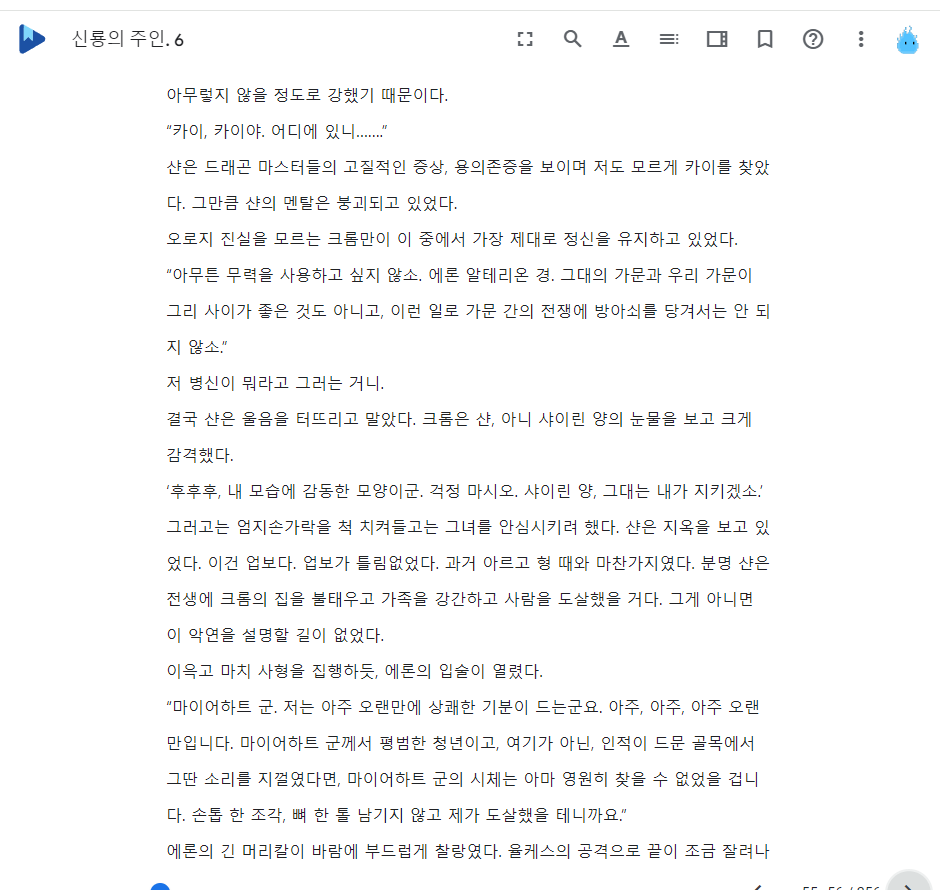 신룡의 주인. 6
아무렇지 않을 정도로 강했기 때문이다.
“카이, 카이야. 어디에 있니…….”
샨은 드래곤 마스터들의 고질적인 증상, 용의존증을 보이며 저도 모르게 카이를 찾았
다. 그만큼 샨의 멘탈은 붕괴되고 있었다.
오로지 진실을 모르는 크롬만이 이 중에서 가장 제대로 정신을 유지하고 있었다.
“아무튼 무력을 사용하고 싶지 않소. 에론 알테리온 경. 그대의 가문과 우리 가문이
그리 사이가 좋은 것도 아니고, 이런 일로 가문 간의 전쟁에 방아쇠를 당겨서는 안 되
지 않소.”
저 병신이 뭐라고 그러는 거니.
결국 샨은 울음을 터뜨리고 말았다. 크롬은 샨, 아니 샤이린 양의 눈물을 보고 크게
감격했다.
‘후후후, 내 모습에 감동한 모양이군. 걱정 마시오. 샤이린 양, 그대는 내가 지키겠소.’
그러고는 엄지손가락을 척 치켜들고는 그녀를 안심시키려 했다. 샨은 지옥을 보고 있
었다. 이건 업보다. 업보가 틀림없었다. 과거 아르고 형 때와 마찬가지였다. 분명 샨은
전생에 크롬의 집을 불태우고 가족을 강간하고 사람을 도살했을 거다. 그게 아니면
이 악연을 설명할 길이 없었다.
이윽고 마치 사형을 집행하듯, 에론의 입술이 열렸다.
“마이어하트 군. 저는 아주 오랜만에 상쾌한 기분이 드는군요. 아주, 아주, 아주 오랜
만입니다. 마이어하트 군께서 평범한 청년이고, 여기가 아닌, 인적이 드문 골목에서
그딴 소리를 지껄였다면, 마이어하트 군의 시체는 아마 영원히 찾을 수 없었을 겁니
다. 손톱 한 조각, 뼈 한 톨 남기지 않고 제가 도살했을 테니까요.”
에론의 긴 머리칼이 바람에 부드럽게 찰랑였다. 율케스의 공격으로 끝이 조금 잘려나